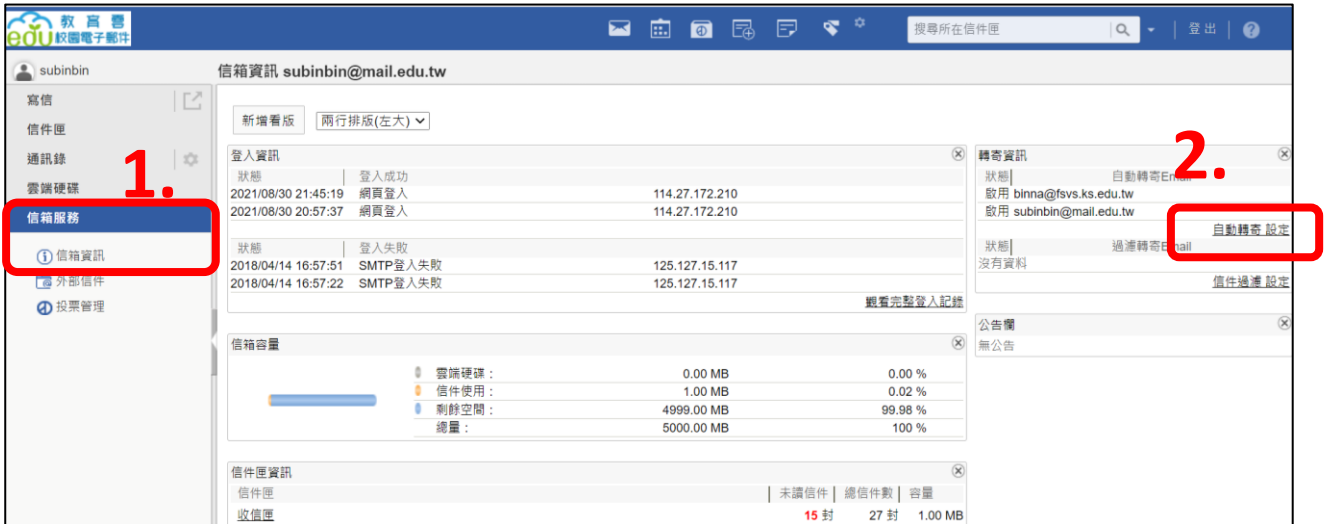 教育雲
edu校園電子郵件
搜尋所在信件匣
登出
subinbin
信箱資訊 subinbin@mail.edu.tw
寫信
信件匣
通訊錄
雲端硬碟
信箱服務
信箱資訊
外部信件
投票管理
1.
新增看版 兩行排版(左大)
登入資訊
狀態 登入成功
2021/08/30 21:45:19 網頁登入 114.27.172.210
2021/08/30 20:57:37 網頁登入 114.27.172.210
狀態 登入失敗
2018/04/14 16:57:51 SMTP登入失敗 125.127.15.117
2018/04/14 16:57:22 SMTP登入失敗 125.127.15.117
觀看完整登入記錄
信箱容量
雲端硬碟： 0.00 MB 0.00 %
信件使用： 1.00 MB 0.02 %
剩餘空間： 4999.00 MB 99.98 %
總量： 5000.00 MB 100 %
信件匣資訊
信件匣 未讀信件 總信件數 容量
收信匣 15 封 27 封 1.00 MB
2.
轉寄資訊
狀態 自動轉寄Email
啟用 binna@fsvs.ks.edu.tw
啟用 subinbin@mail.edu.tw
自動轉寄 設定
狀態 過濾轉寄Email
沒有資料
信件過濾 設定
公告欄
無公告